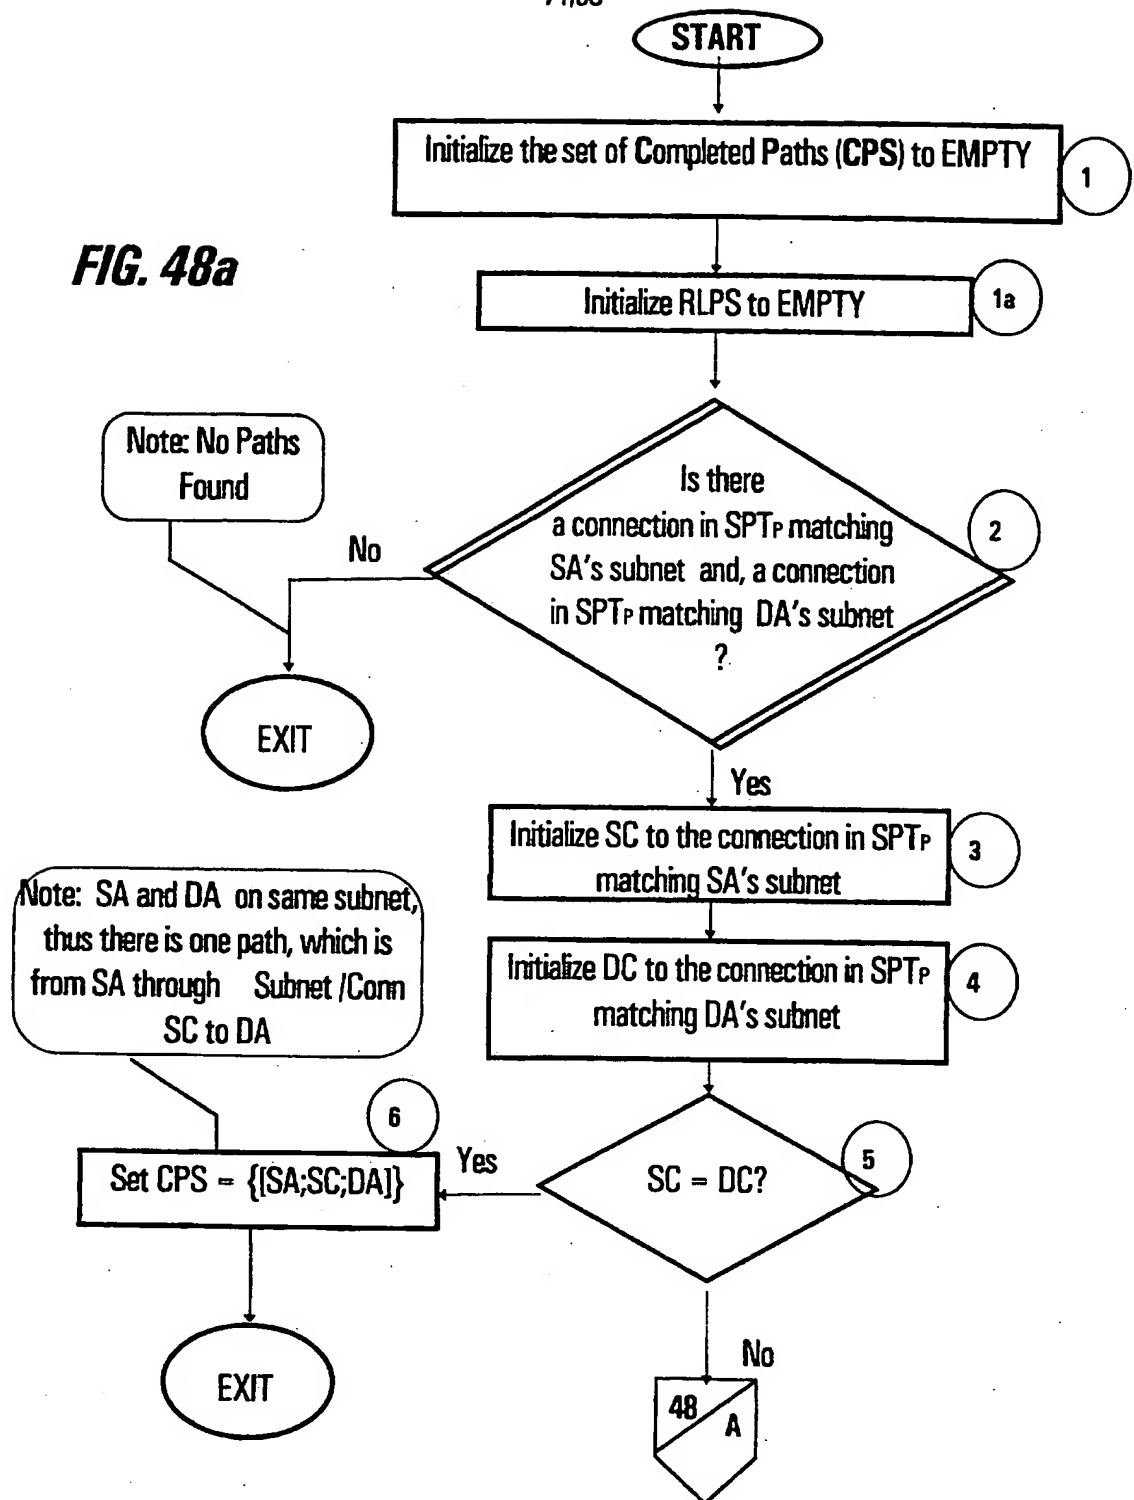 START
Initialize the set of Completed Paths (CPS) to EMPTY
1
FIG. 48a
Initialize RLPS to EMPTY
1a
Note: No Paths
Found
No
Is there
a connection in SPTP matching
SA's subnet and, a connection
in SPTP matching DA's subnet
?
2
EXIT
Yes
Initialize SC to the connection in SPTP
matching SA's subnet
3
Note: SA and DA on same subnet,
thus there is one path, which is
from SA through Subnet /Conn
SC to DA
Initialize DC to the connection in SPTP
matching DA's subnet
4
6
Set CPS = {[SA;SC;DA]}
Yes
SC = DC?
5
EXIT
No
48
A